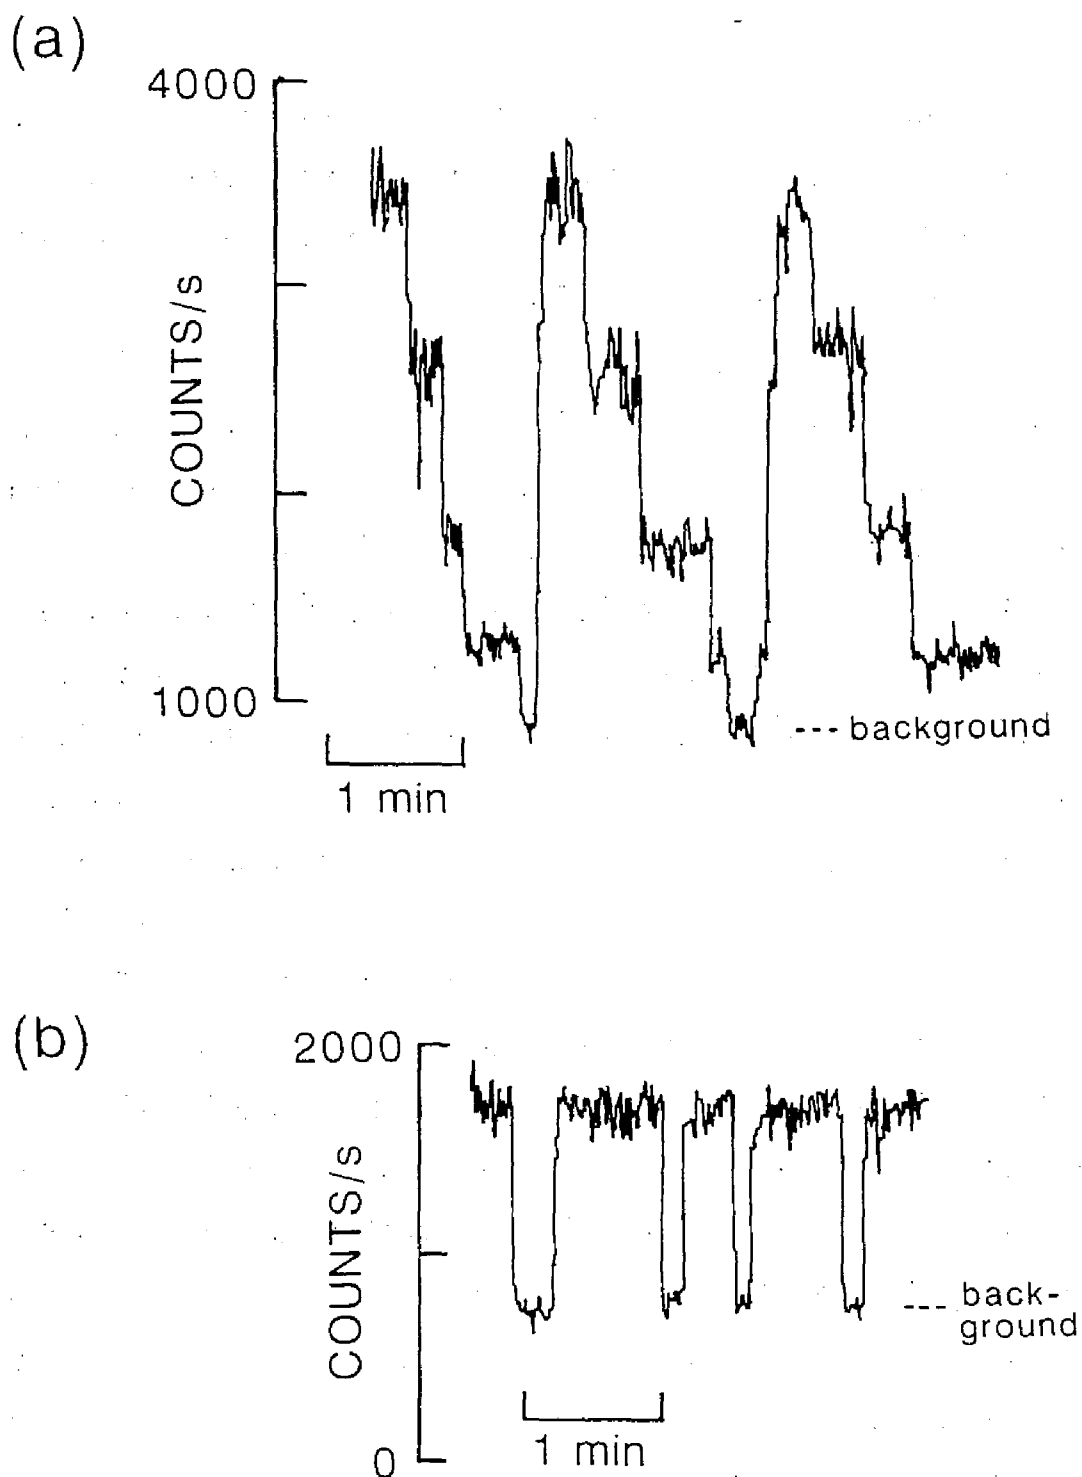 (a)
4000
COUNTS/s
1000
--- background
1 min
(b)
2000
COUNTS/s
--- back-
ground
1 min
0